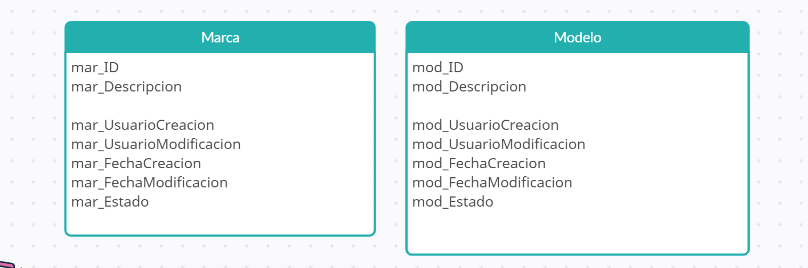 Marca
mar_ID
mar_Descripcion
mar_UsuarioCreacion
mar_UsuarioModificacion
mar_FechaCreacion
mar_FechaModificacion
mar_Estado
Modelo
mod_ID
mod_Descripcion
mod_UsuarioCreacion
mod_UsuarioModificacion
mod_FechaCreacion
mod_FechaModificacion
mod_Estado